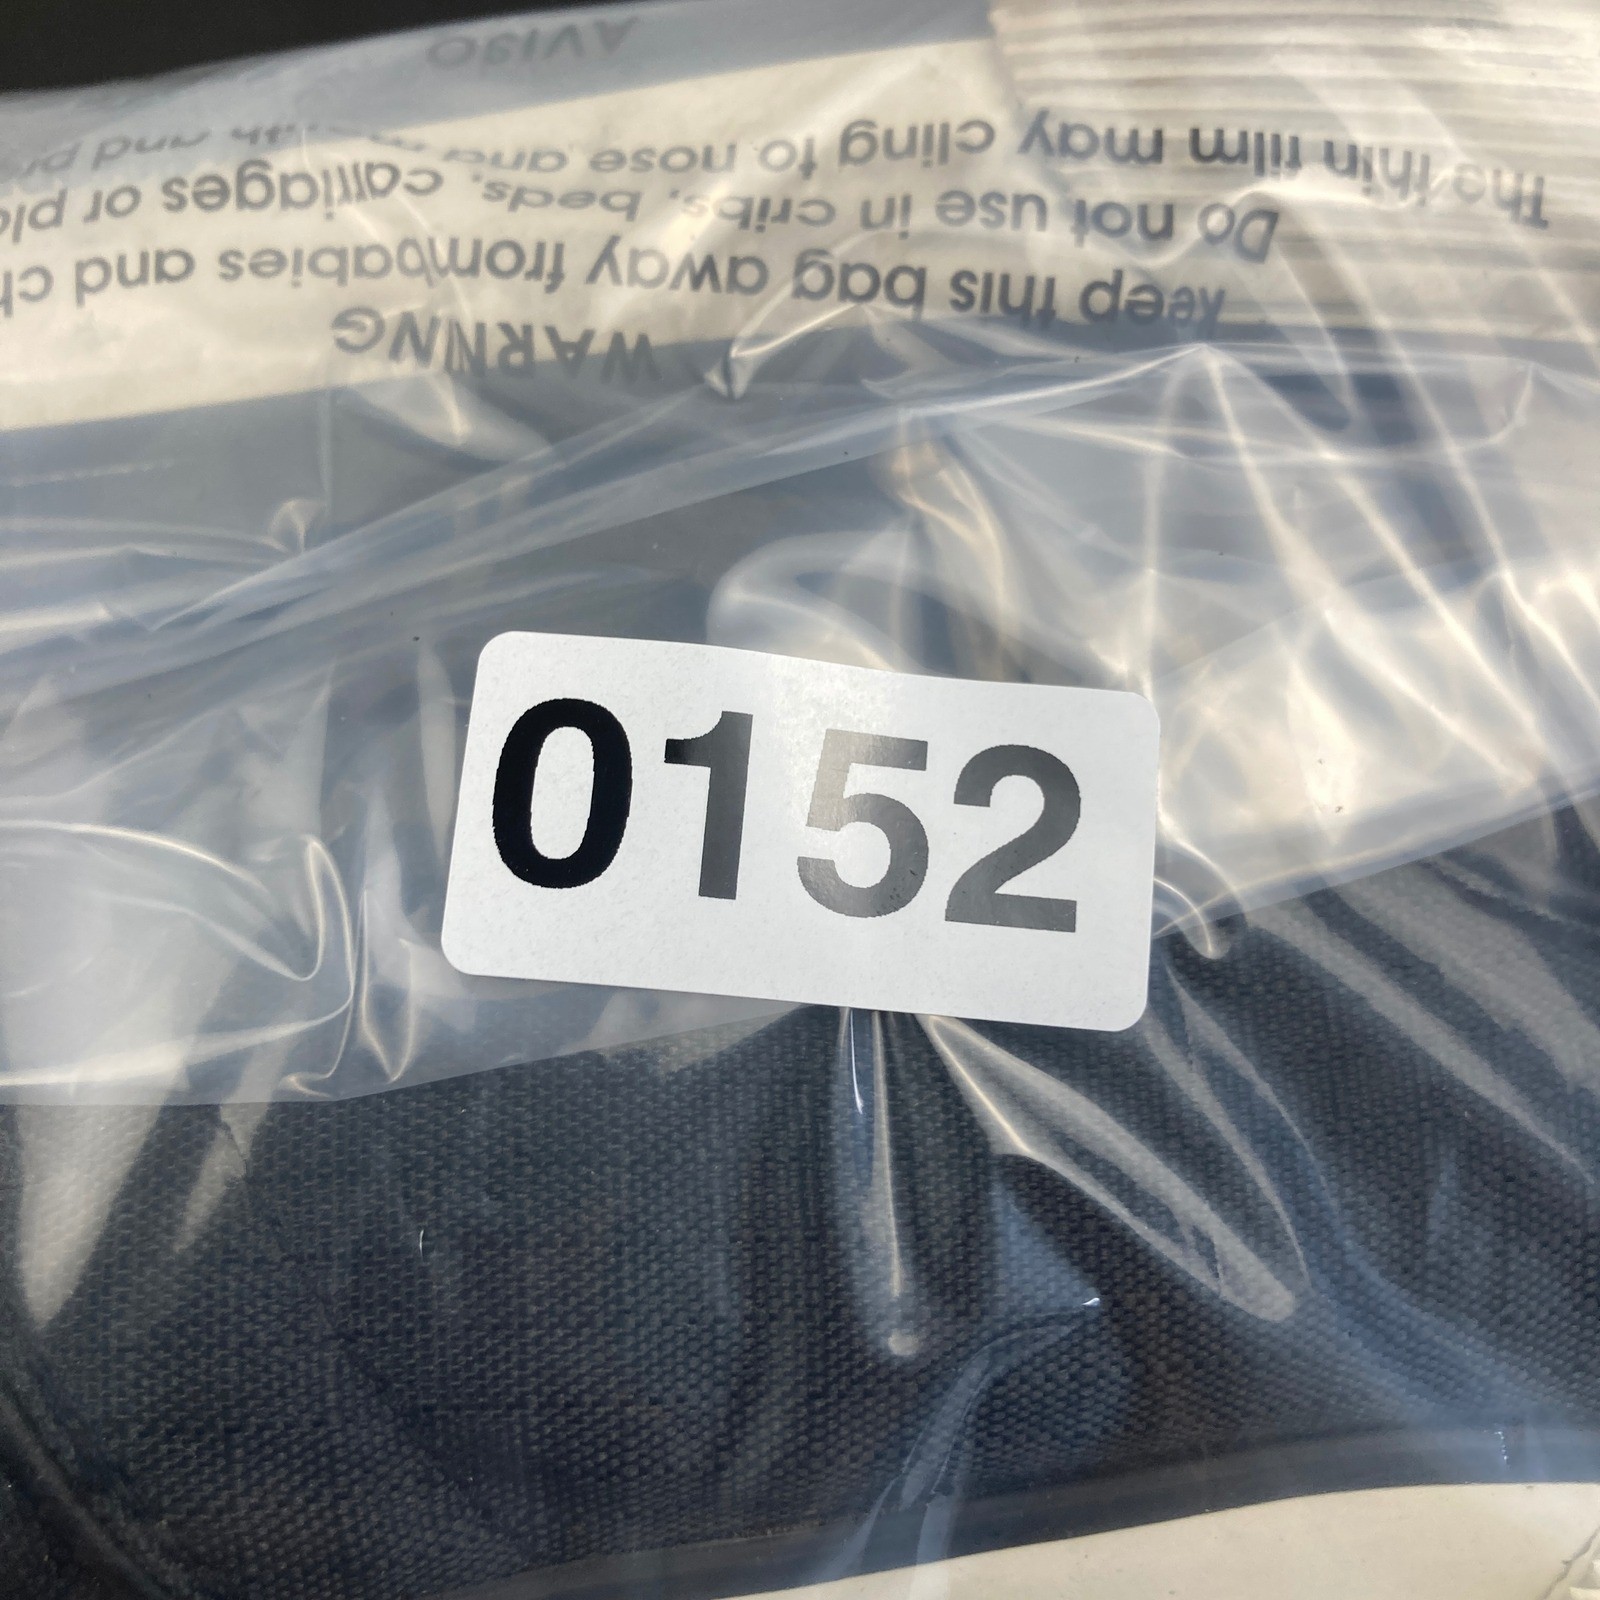 WARNING
keep this bag away frombabies and ch
Do not use in cribs, beds, carriages or pl
The thin film may cling to nose and and
AVISO
0152